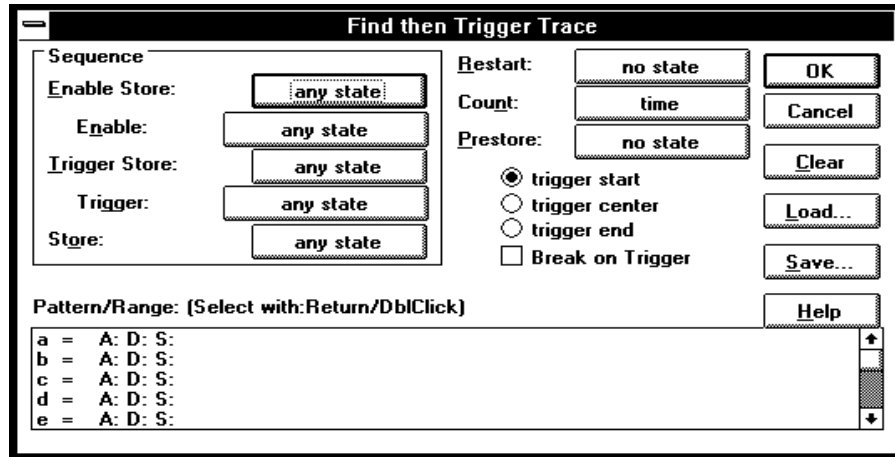 Find then Trigger Trace
Sequence
Enable Store: any state
Enable: any state
Trigger Store: any state
Trigger: any state
Store: any state
Restart: no state
Count: time
Prestore: no state
trigger start
trigger center
trigger end
Break on Trigger
OK
Cancel
Clear
Load...
Save...
Help
Pattern/Range: (Select with:Return/DblClick)
a = A: D: S:
b = A: D: S:
c = A: D: S:
d = A: D: S:
e = A: D: S: